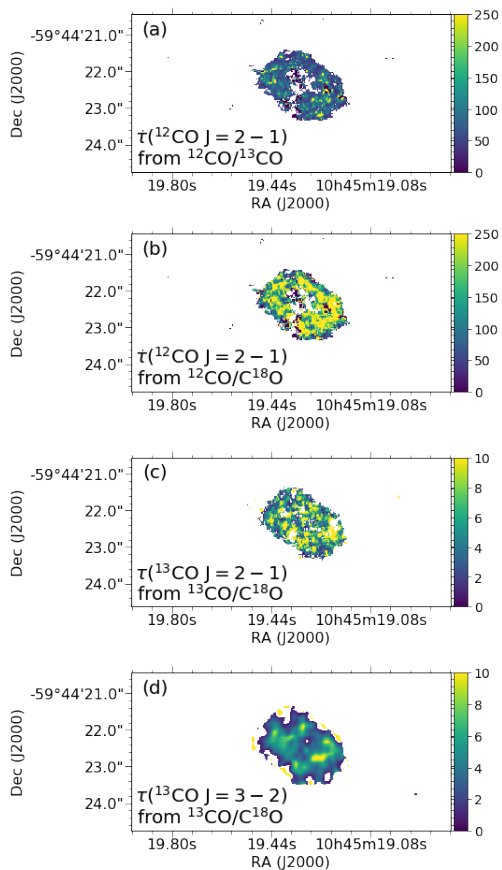 (a)
-59°44'21.0"
22.0"
23.0"
24.0"
Dec (J2000)
τ(¹²CO J = 2 − 1)
from ¹²CO/¹³CO
250
200
150
100
50
0
19.80s 19.44s 10h45m19.08s
RA (J2000)
(b)
-59°44'21.0"
22.0"
23.0"
24.0"
Dec (J2000)
τ(¹²CO J = 2 − 1)
from ¹²CO/C¹⁸O
250
200
150
100
50
0
19.80s 19.44s 10h45m19.08s
RA (J2000)
(c)
-59°44'21.0"
22.0"
23.0"
24.0"
Dec (J2000)
τ(¹³CO J = 2 − 1)
from ¹³CO/C¹⁸O
10
8
6
4
2
0
19.80s 19.44s 10h45m19.08s
RA (J2000)
(d)
-59°44'21.0"
22.0"
23.0"
24.0"
Dec (J2000)
τ(¹³CO J = 3 − 2)
from ¹³CO/C¹⁸O
10
8
6
4
2
0
19.80s 19.44s 10h45m19.08s
RA (J2000)